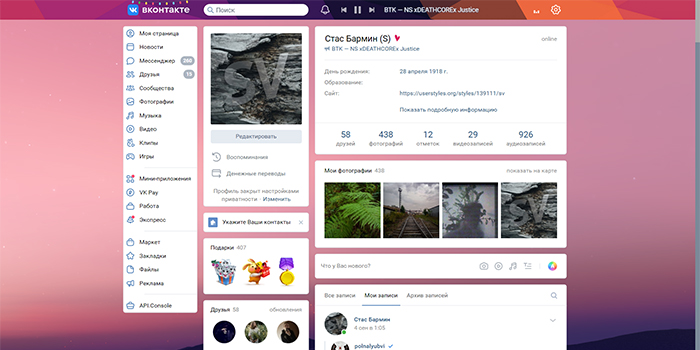 ВКОНТАКТЕ
Поиск
BTK — NS xDEATHCOREx Justice
Моя страница
Новости
Мессенджер 360
Друзья 15
Сообщества
Фотографии
Музыка
Видео
Клипы
Игры
Мини-приложения
VK Pay
Работа
Экспресс
Маркет
Закладки
Файлы
Реклама
API Console
SV
Редактировать
Воспоминания
Денежные переводы
Профиль закрыт настройками
приватности Изменить
Укажите Ваши контакты
Подарки 407
Друзья 58 обновления
Стас Бармин (S) online
BTK — NS xDEATHCOREx Justice
День рождения: 28 апреля 1918 г.
Образование:
Сайт: https://userstyles.org/styles/139111/sv
Показать подробную информацию
58 438 12 29 926
друзей фотографий отметок видеозаписей аудиозаписей
Мои фотографии 438 показать на карте
SV
Что у Вас нового?
Все записи Мои записи Архив записей
Стас Бармин
4 сен в 1:05
polnalyubvi